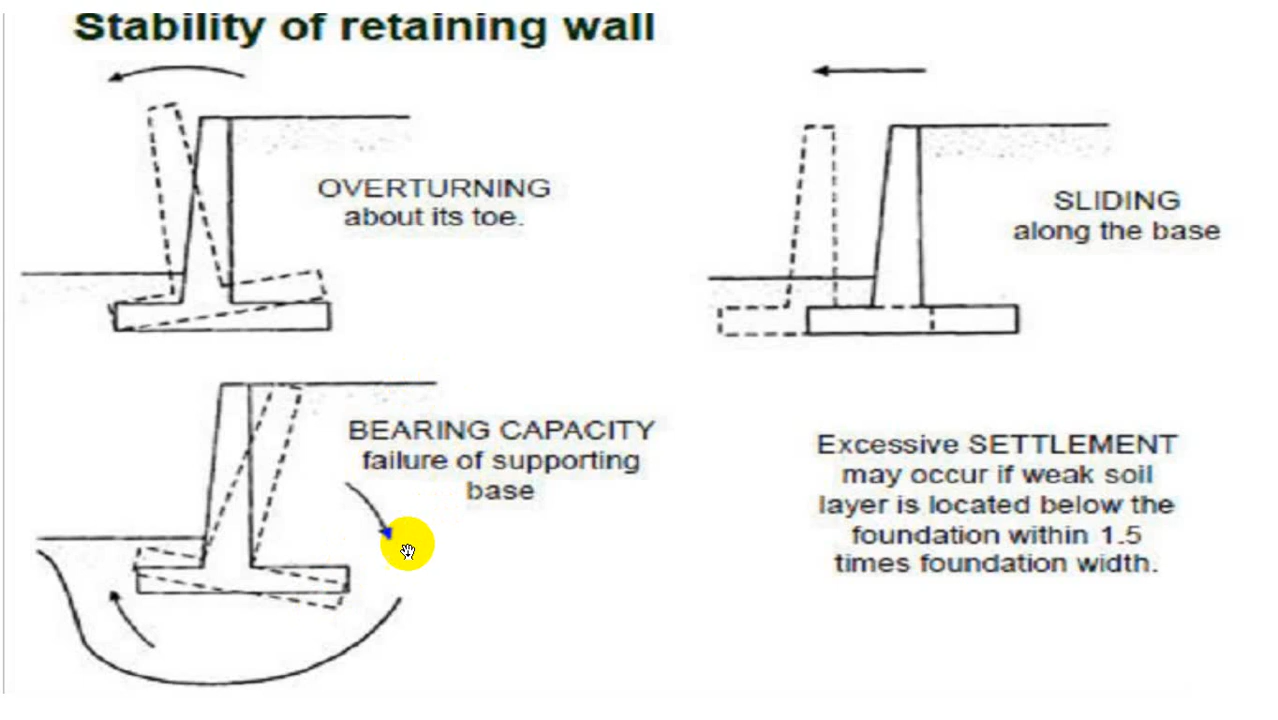 Stability of retaining wall
OVERTURNING
about its toe.
SLIDING
along the base
BEARING CAPACITY
failure of supporting
base
Excessive SETTLEMENT
may occur if weak soil
layer is located below the
foundation within 1.5
times foundation width.